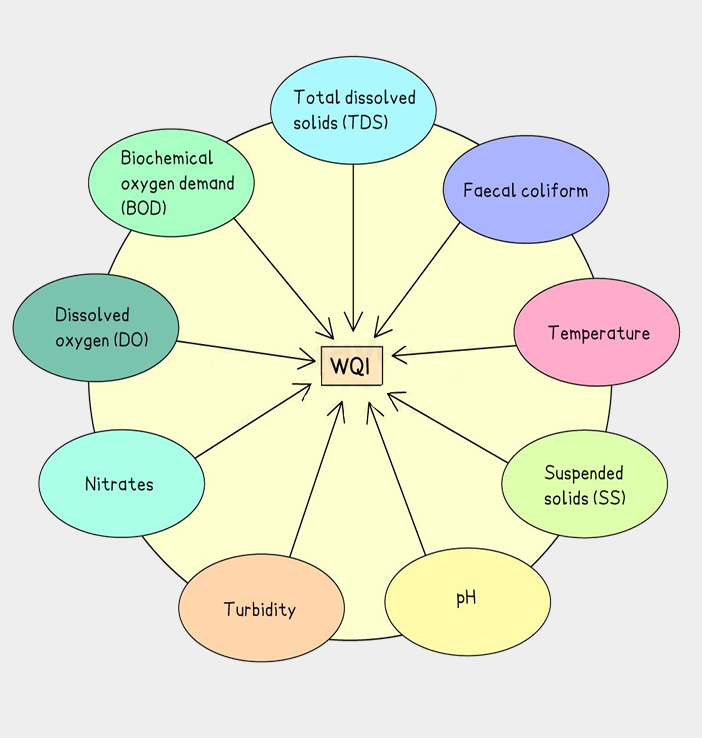 Total dissolved
solids (TDS)
Biochemical
oxygen demand
(BOD)
Faecal coliform
Dissolved
oxygen (DO)
Temperature
WQI
Nitrates
Suspended
solids (SS)
Turbidity
pH